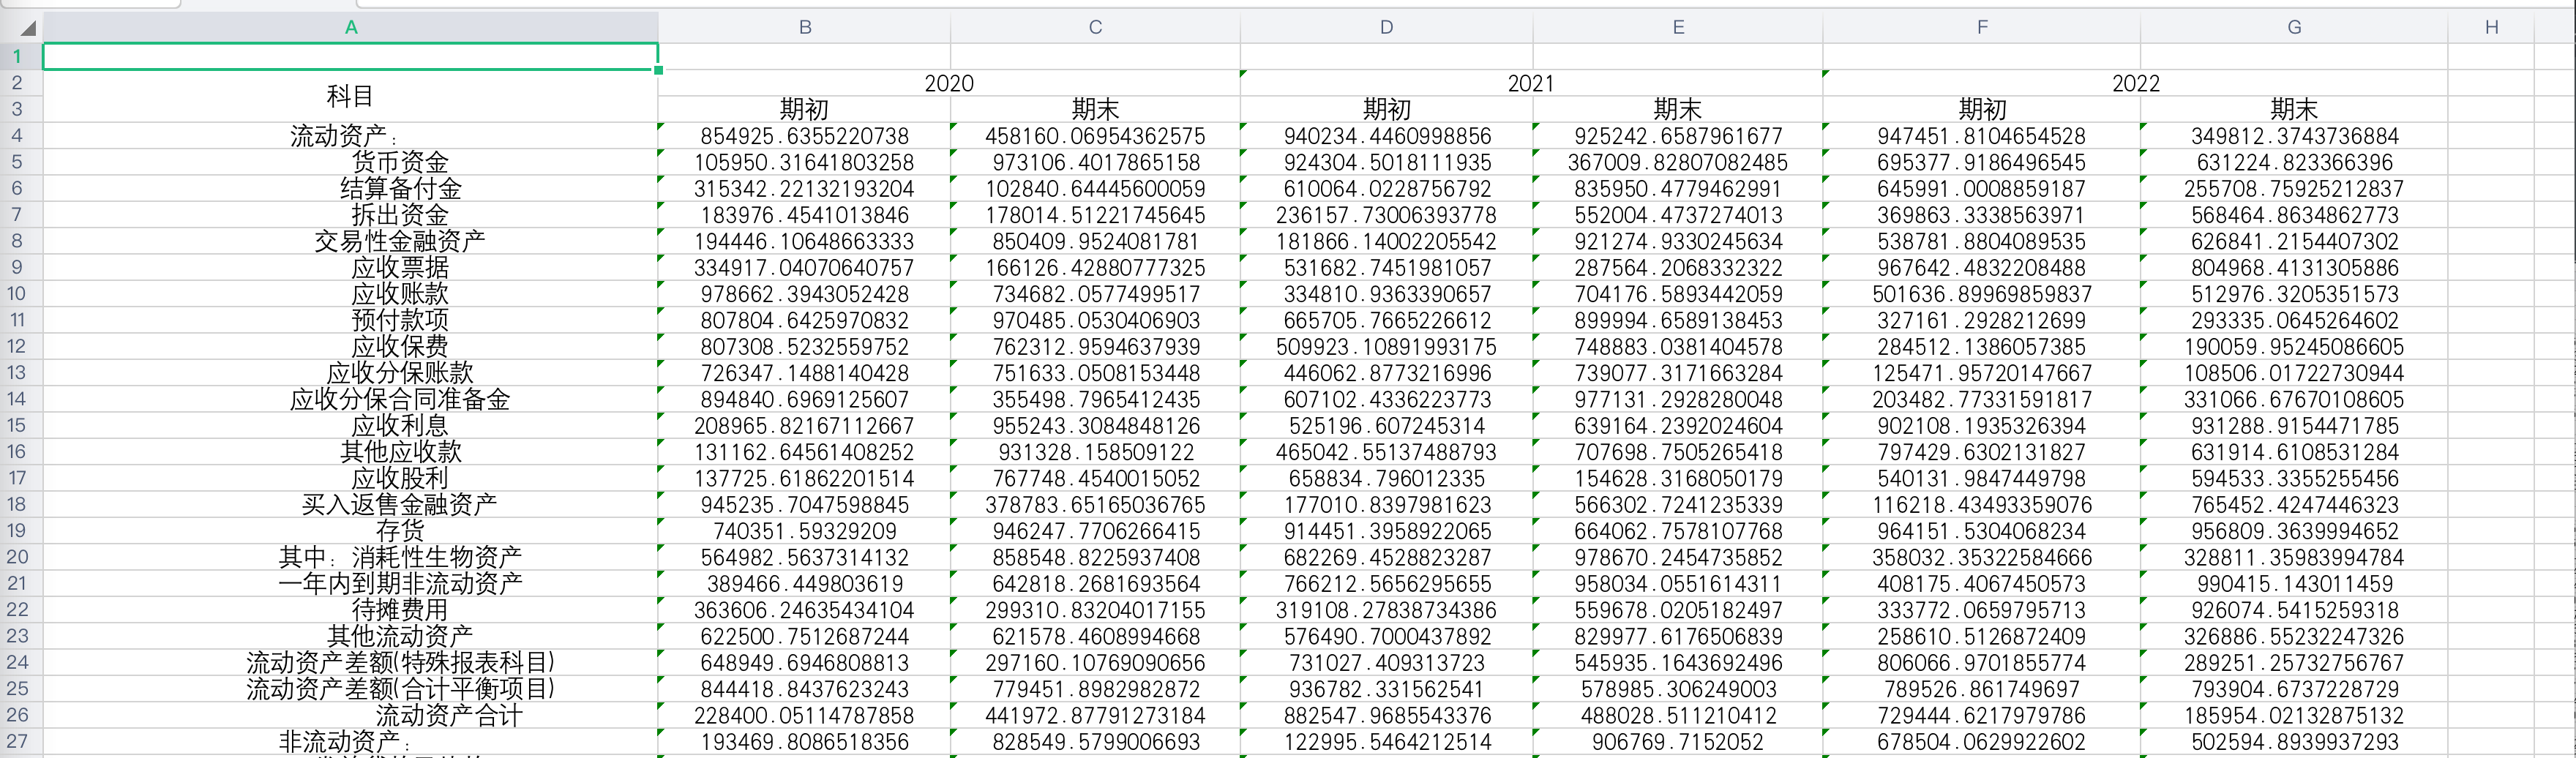 A B C D E F G H
1
2 科目 2020 2021 2022
3 期初 期末 期初 期末 期初 期末
4 流动资产: 854925.6355220738 458160.06954362575 940234.4460998856 925242.6587961677 947451.8104654528 349812.3743736884
5 货币资金 105950.31641803258 973106.4017865158 924304.5018111935 367009.82807082485 695377.9186496545 631224.823366396
6 结算备付金 315342.22132193204 102840.64445600059 610064.0228756792 835950.4779462991 645991.0008859187 255708.75925212837
7 拆出资金 183976.4541013846 178014.51221745645 236157.73006393778 552004.4737274013 369863.3338563971 568464.8634862773
8 交易性金融资产 194446.10648663333 850409.9524081781 181866.14002205542 921274.9330245634 538781.8804089535 626841.2154407302
9 应收票据 334917.04070640757 166126.42880777325 531682.7451981057 287564.2068332322 967642.4832208488 804968.4131305886
10 应收账款 978662.3943052428 734682.0577499517 334810.9363390657 704176.5893442059 501636.89969859837 512976.3205351573
11 预付款项 807804.6425970832 970485.0530406903 665705.7665226612 899994.6589138453 327161.2928212699 293335.0645264602
12 应收保费 807308.5232559752 762312.9594637939 509923.10891993175 748883.0381404578 284512.1386057385 190059.95245086605
13 应收分保账款 726347.1488140428 751633.0508153448 446062.8773216996 739077.3171663284 125471.95720147667 108506.01722730944
14 应收分保合同准备金 894840.6969125607 355498.7965412435 607102.4336223773 977131.2928280048 203482.77331591817 331066.67670108605
15 应收利息 208965.82167112667 955243.3084848126 525196.607245314 639164.2392024604 902108.1935326394 931288.9154471785
16 其他应收款 131162.64561408252 931328.158509122 465042.55137488793 707698.7505265418 797429.6302131827 631914.6108531284
17 应收股利 137725.61862201514 767748.4540015052 658834.796012335 154628.3168050179 540131.9847449798 594533.3355255456
18 买入返售金融资产 945235.7047598845 378783.65165036765 177010.8397981623 566302.7241235339 116218.43493359076 765452.4247446323
19 存货 740351.59329209 946247.7706266415 914451.3958922065 664062.7578107768 964151.5304068234 956809.3639994652
20 其中: 消耗性生物资产 564982.5637314132 858548.8225937408 682269.4528823287 978670.2454735852 358032.35322584666 328811.35983994784
21 一年内到期非流动资产 389466.449803619 642818.2681693564 766212.5656295655 958034.0551614311 408175.4067450573 990415.143011459
22 待摊费用 363606.24635434104 299310.83204017155 319108.27838734386 559678.0205182497 333772.0659795713 926074.5415259318
23 其他流动资产 622500.7512687244 621578.4608994668 576490.7000437892 829977.6176506839 258610.5126872409 326886.55232247326
24 流动资产差额(特殊报表科目) 648949.6946808813 297160.10769090656 731027.409313723 545935.1643692496 806066.9701855774 289251.25732756767
25 流动资产差额(合计平衡项目) 844418.8437623243 779451.8982982872 936782.331562541 578985.306249003 789526.861749697 793904.6737228729
26 流动资产合计 228400.05114787858 441972.87791273184 882547.9685543376 488028.511210412 729444.6217979786 185954.02132875132
27 非流动资产: 193469.8086518356 828549.5799006693 122995.5464212514 906769.7152052 678504.0629922602 502594.8939937293